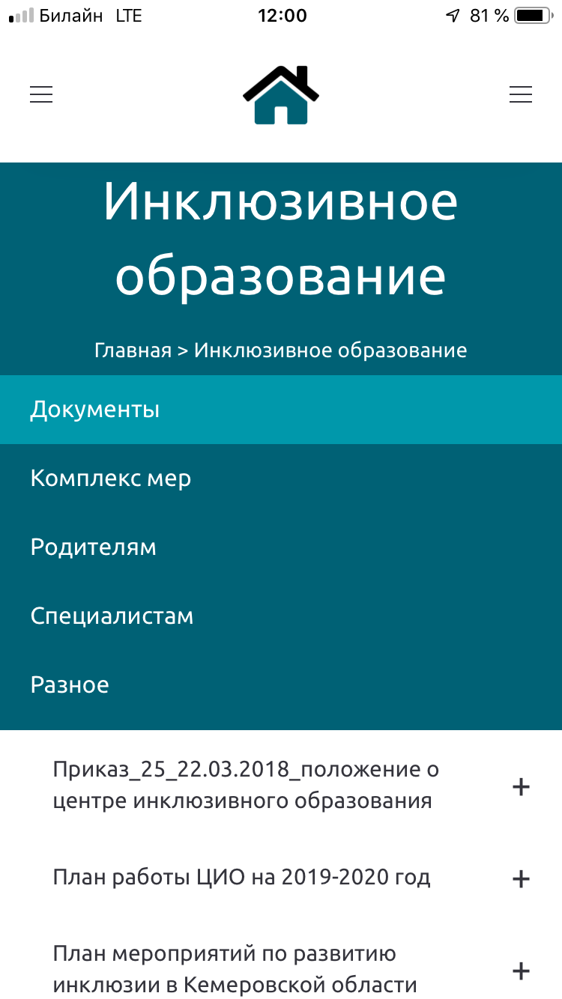 Билайн LTE 12:00 81 %
Инклюзивное
образование
Главная > Инклюзивное образование
Документы
Комплекс мер
Родителям
Специалистам
Разное
Приказ_25_22.03.2018_положение о
центре инклюзивного образования
План работы ЦИО на 2019-2020 год
План мероприятий по развитию
инклюзии в Кемеровской области